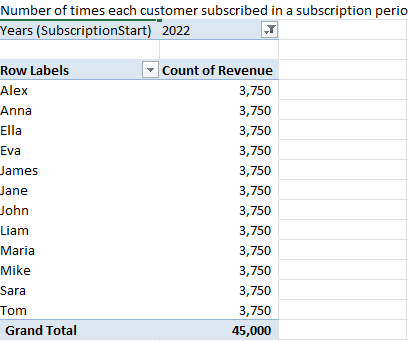 Number of times each customer subscribed in a subscription perio
Years (SubscriptionStart) 2022
Row Labels Count of Revenue
Alex 3,750
Anna 3,750
Ella 3,750
Eva 3,750
James 3,750
Jane 3,750
John 3,750
Liam 3,750
Maria 3,750
Mike 3,750
Sara 3,750
Tom 3,750
Grand Total 45,000